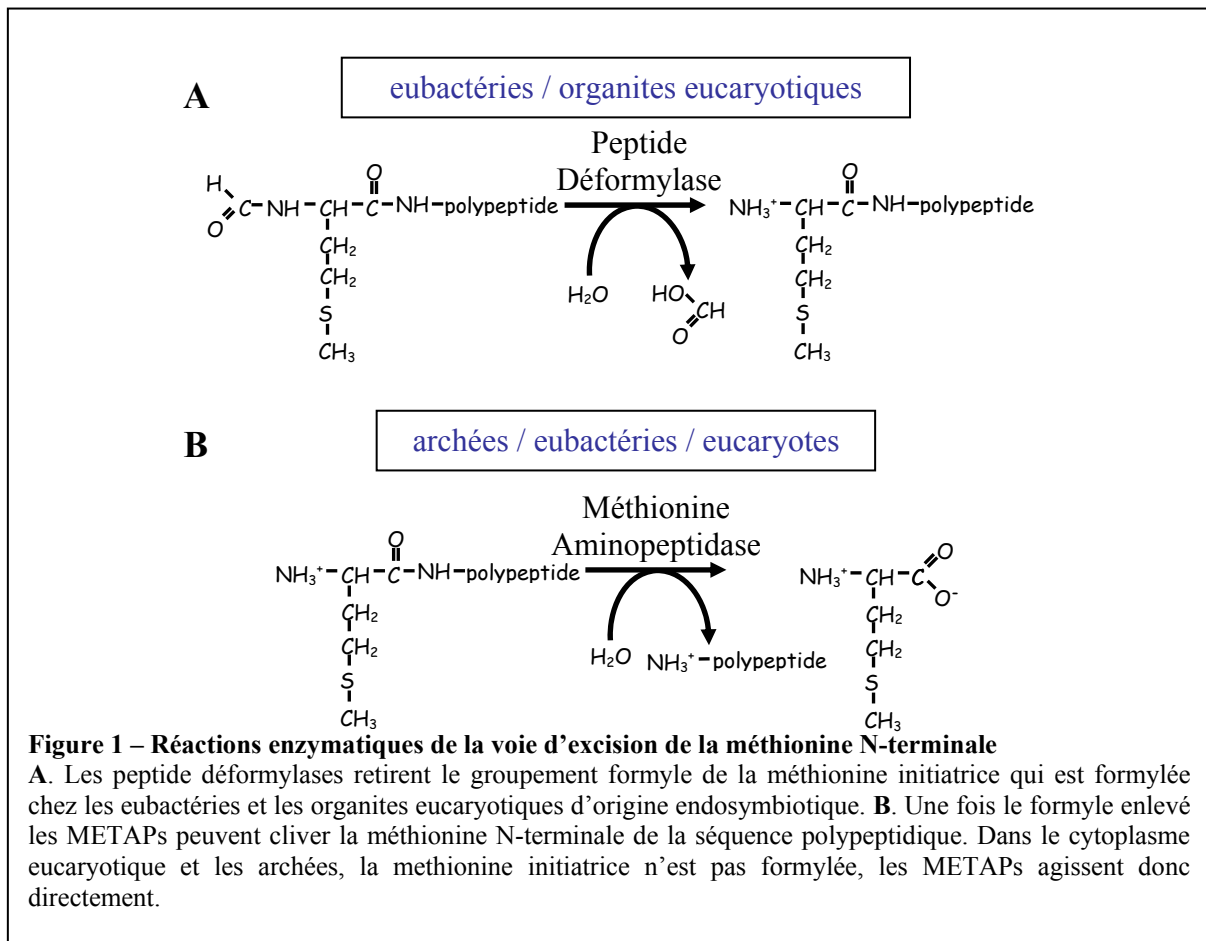 A
eubactéries / organites eucaryotiques
Peptide
Déformylase
H
O
C-NH-CH-C-NH-polypeptide
O
CH₂
CH₂
S
CH₃
H₂O
HO
CH
O
NH₃⁺-CH-C-NH-polypeptide
O
CH₂
CH₂
S
CH₃
B
archées / eubactéries / eucaryotes
Méthionine
Aminopeptidase
O
NH₃⁺-CH-C-NH-polypeptide
CH₂
CH₂
S
CH₃
H₂O
NH₃⁺-polypeptide
O
NH₃⁺-CH-C
O⁻
CH₂
CH₂
S
CH₃
Figure 1 – Réactions enzymatiques de la voie d'excision de la méthionine N-terminale
A. Les peptide déformylases retirent le groupement formyle de la méthionine initiatrice qui est formylée
chez les eubactéries et les organites eucaryotiques d'origine endosymbiotique. B. Une fois le formyle enlevé
les METAPs peuvent cliver la méthionine N-terminale de la séquence polypeptidique. Dans le cytoplasme
eucaryotique et les archées, la methionine initiatrice n'est pas formylée, les METAPs agissent donc
directement.